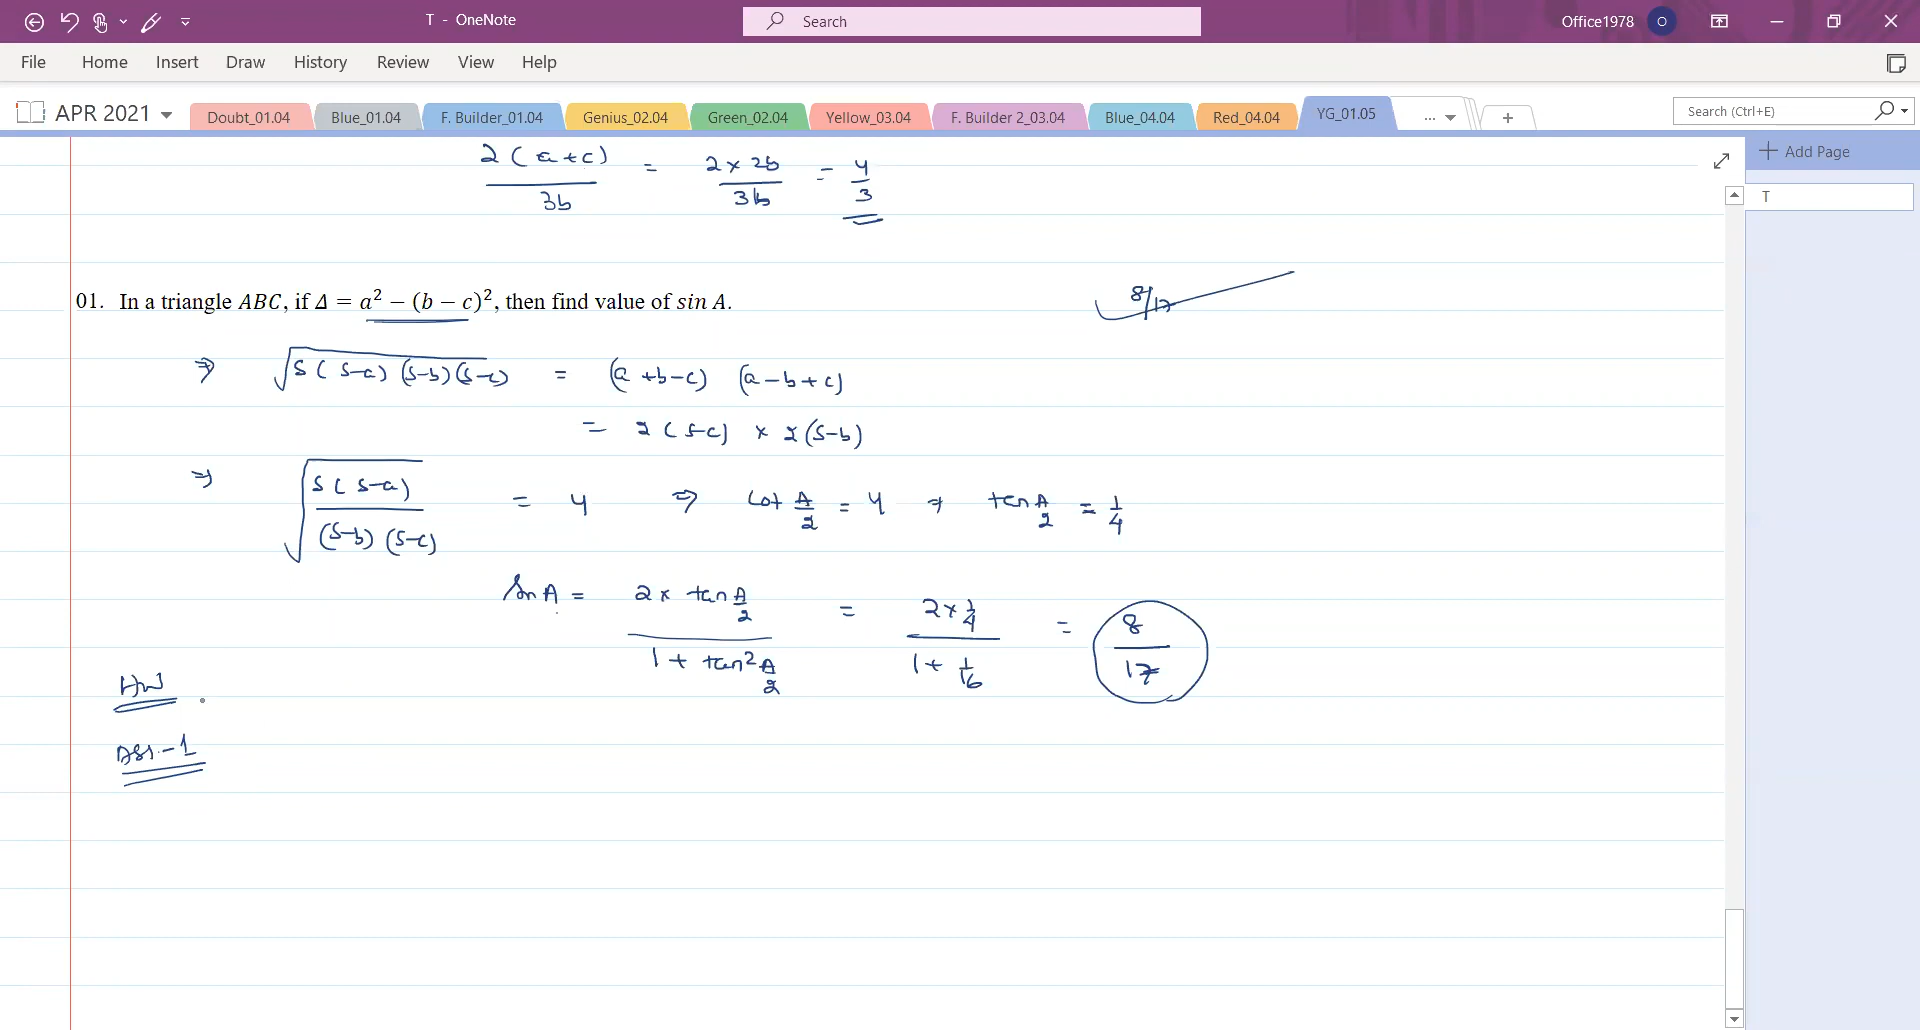 T - OneNote
Search
Office1978
O
File Home Insert Draw History Review View Help
APR 2021
Doubt_01.04 Blue_01.04 F. Builder_01.04 Genius_02.04 Green_02.04 Yellow_03.04 F. Builder 2_03.04 Blue_04.04 Red_04.04 YG_01.05 ... +
Search (Ctrl+E)
+ Add Page
T
2(a+c)/3b = 2×2b/3b = 4/3
01. In a triangle ABC, if Δ = a² − (b − c)², then find value of sin A.
8/17
⇒ √(s(s-a)(s-b)(s-c)) = (a+b-c) (a-b+c)
= 2(s-c) × 2(s-b)
⇒ √(s(s-a)/(s-b)(s-c)) = 4 ⇒ cot A/2 = 4 ⇒ tan A/2 = 1/4
sin A = 2× tan A/2 / 1+ tan² A/2 = 2×1/4 / 1+ 1/16 = 8/17
HW
Ass.-1